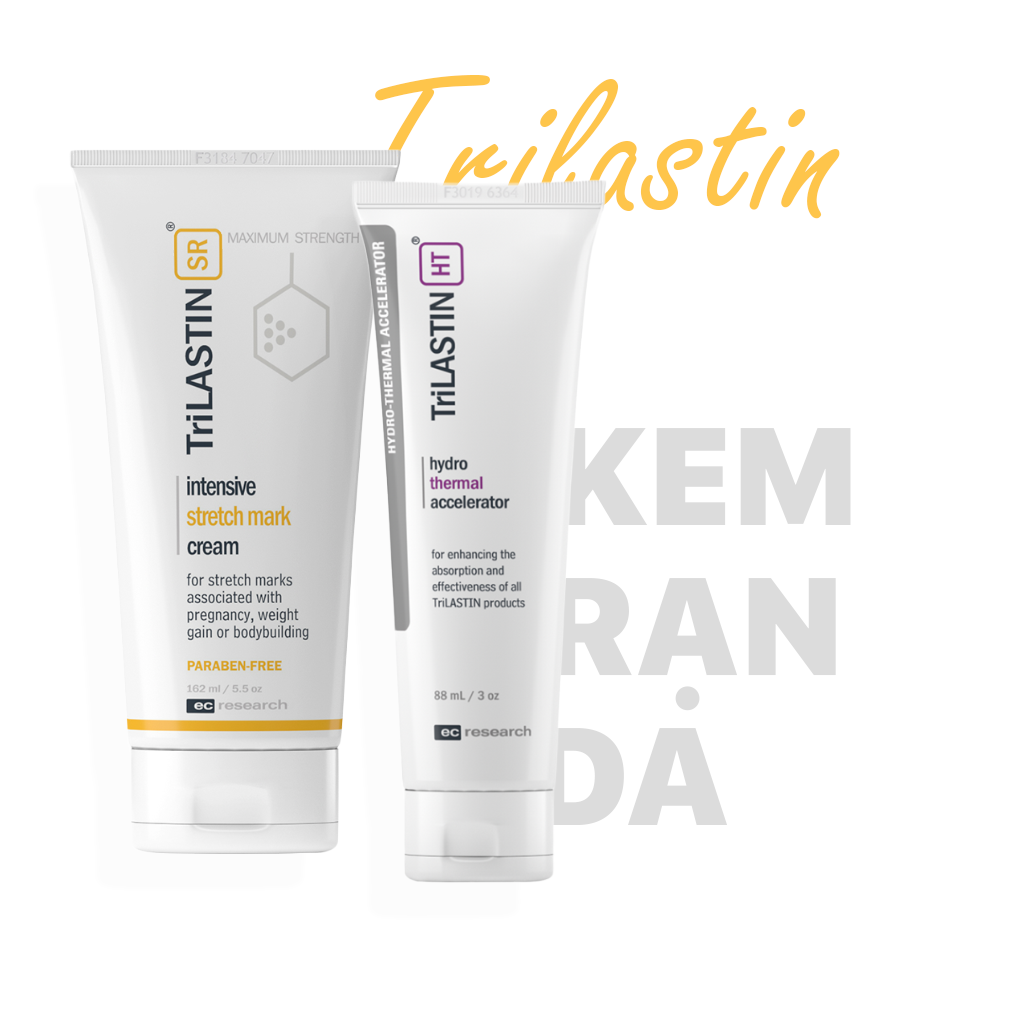 Trilastin
F3019 6364
TriLASTIN SR®
MAXIMUM STRENGTH
intensive
stretch mark
cream
for stretch marks
associated with
pregnancy, weight
gain or bodybuilding
PARABEN-FREE
162 ml / 5.5 oz
ec research
HYDRO-THERMAL ACCELERATOR
TriLASTIN HT®
hydro
thermal
accelerator
for enhancing the
absorption and
effectiveness of all
TriLASTIN products
88 mL / 3 oz
ec research
KEM
RẠN
DA